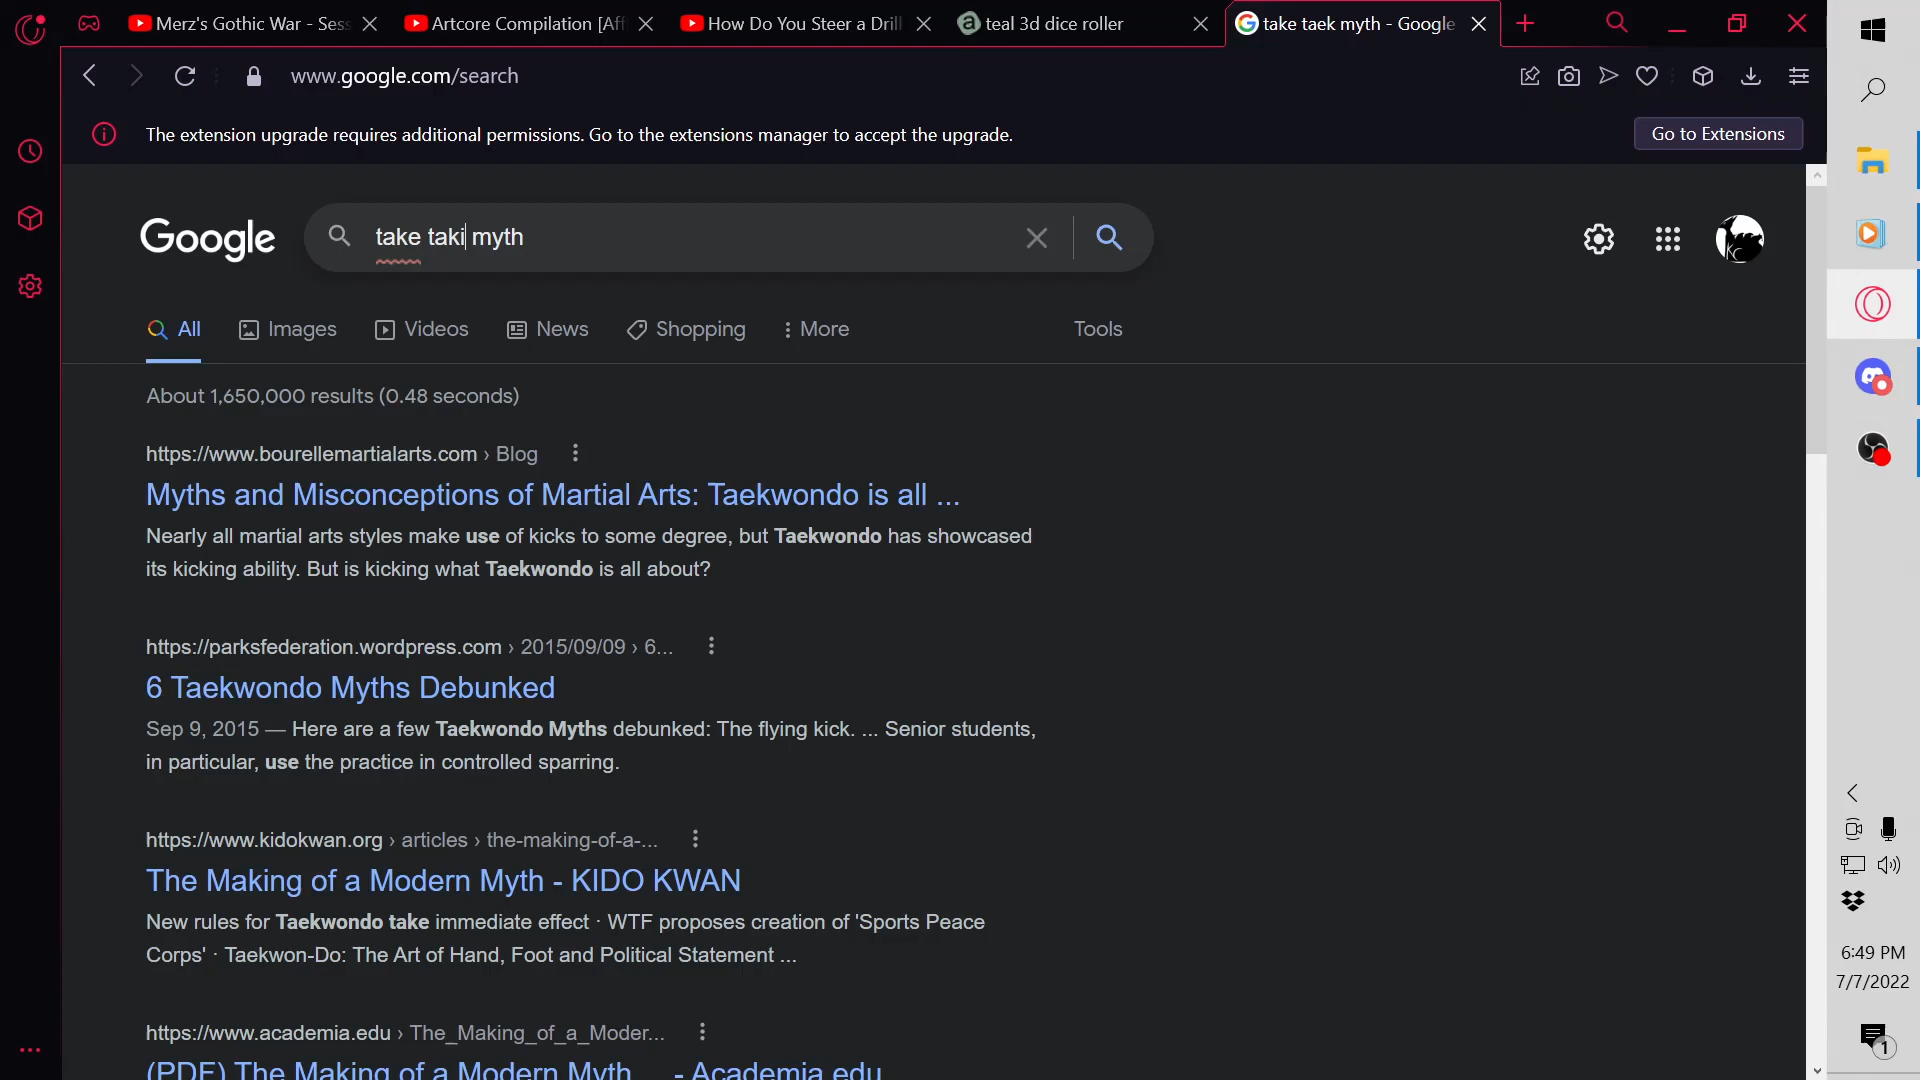 Merz's Gothic War - Sess
Artcore Compilation [Aff
How Do You Steer a Drill
teal 3d dice roller
take taek myth - Google
www.google.com/search
The extension upgrade requires additional permissions. Go to the extensions manager to accept the upgrade.
Go to Extensions
Google
take taki myth
All
Images
Videos
News
Shopping
More
Tools
About 1,650,000 results (0.48 seconds)
https://www.bourellemartialarts.com › Blog
Myths and Misconceptions of Martial Arts: Taekwondo is all ...
Nearly all martial arts styles make use of kicks to some degree, but Taekwondo has showcased
its kicking ability. But is kicking what Taekwondo is all about?
https://parksfederation.wordpress.com › 2015/09/09 › 6...
6 Taekwondo Myths Debunked
Sep 9, 2015 — Here are a few Taekwondo Myths debunked: The flying kick. ... Senior students,
in particular, use the practice in controlled sparring.
https://www.kidokwan.org › articles › the-making-of-a-...
The Making of a Modern Myth - KIDO KWAN
New rules for Taekwondo take immediate effect · WTF proposes creation of 'Sports Peace
Corps' · Taekwon-Do: The Art of Hand, Foot and Political Statement ...
https://www.academia.edu › The_Making_of_a_Moder...
(PDF) The Making of a Modern Myth ... - Academia.edu
6:49 PM
7/7/2022
1